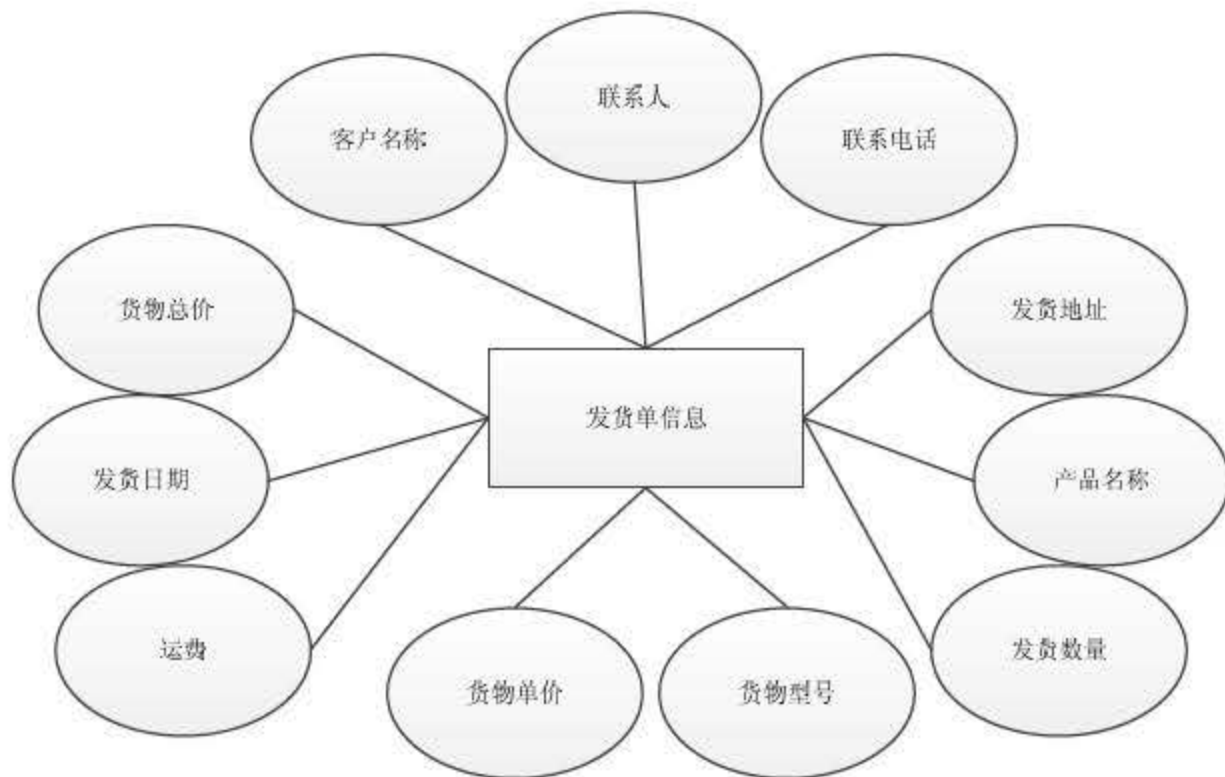 联系人
客户名称
联系电话
货物总价
发货地址
发货单信息
发货日期
产品名称
运费
发货数量
货物单价
货物型号